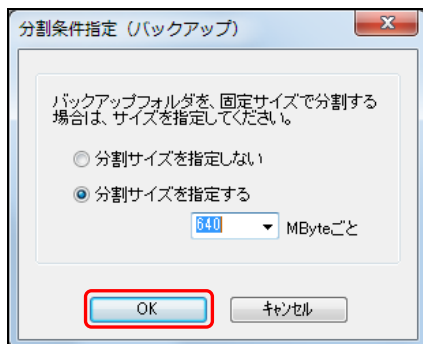 分割条件指定（バックアップ）
バックアップフォルダを、固定サイズで分割する
場合は、サイズを指定してください。
分割サイズを指定しない
分割サイズを指定する
640 MByteごと
OK キャンセル